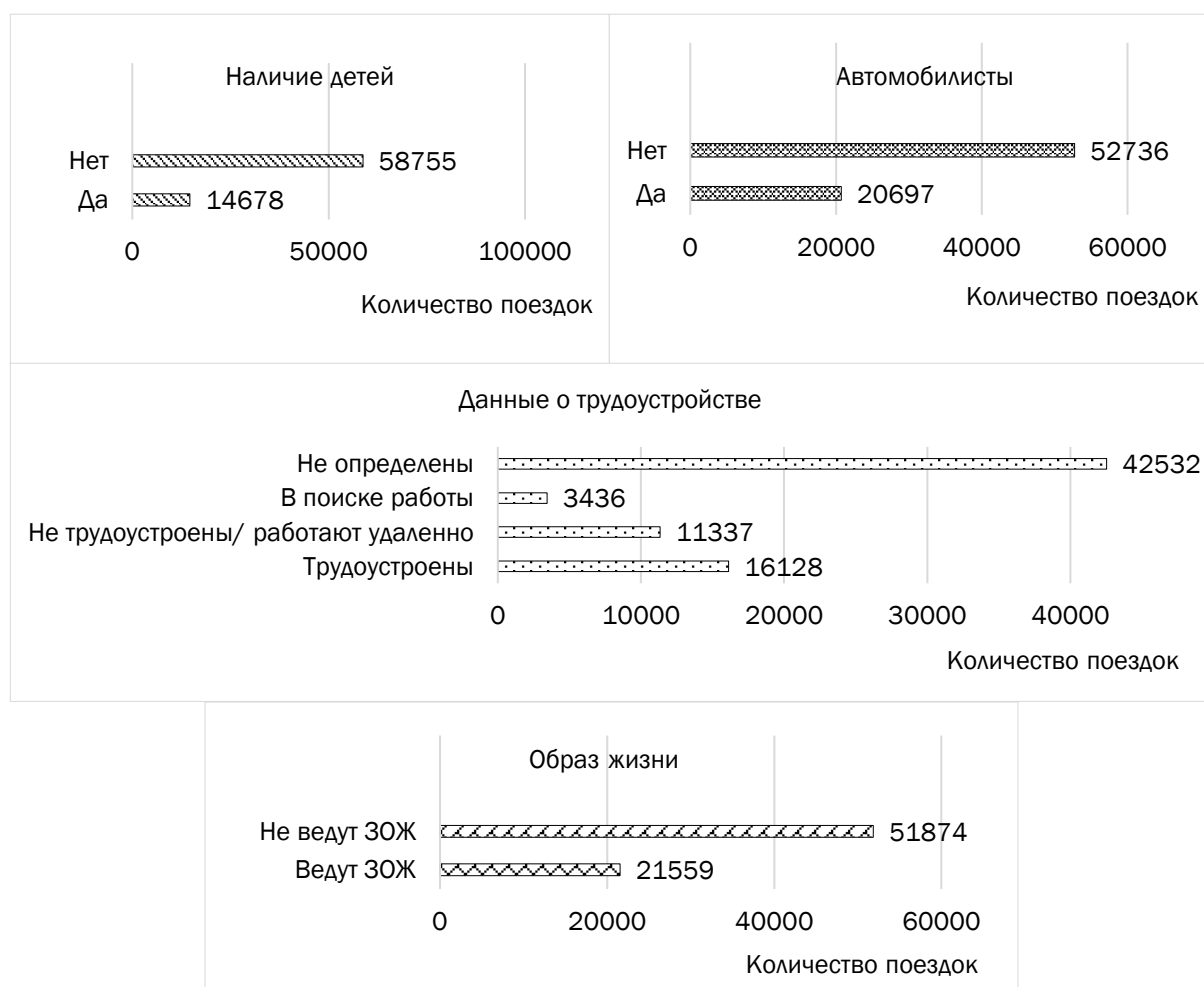 Наличие детей
Нет 58755
Да 14678
0 50000 100000
Количество поездок
Автомобилисты
Нет 52736
Да 20697
0 20000 40000 60000
Количество поездок
Данные о трудоустройстве
Не определены 42532
В поиске работы 3436
Не трудоустроены/ работают удаленно 11337
Трудоустроены 16128
0 10000 20000 30000 40000
Количество поездок
Образ жизни
Не ведут ЗОЖ 51874
Ведут ЗОЖ 21559
0 20000 40000 60000
Количество поездок